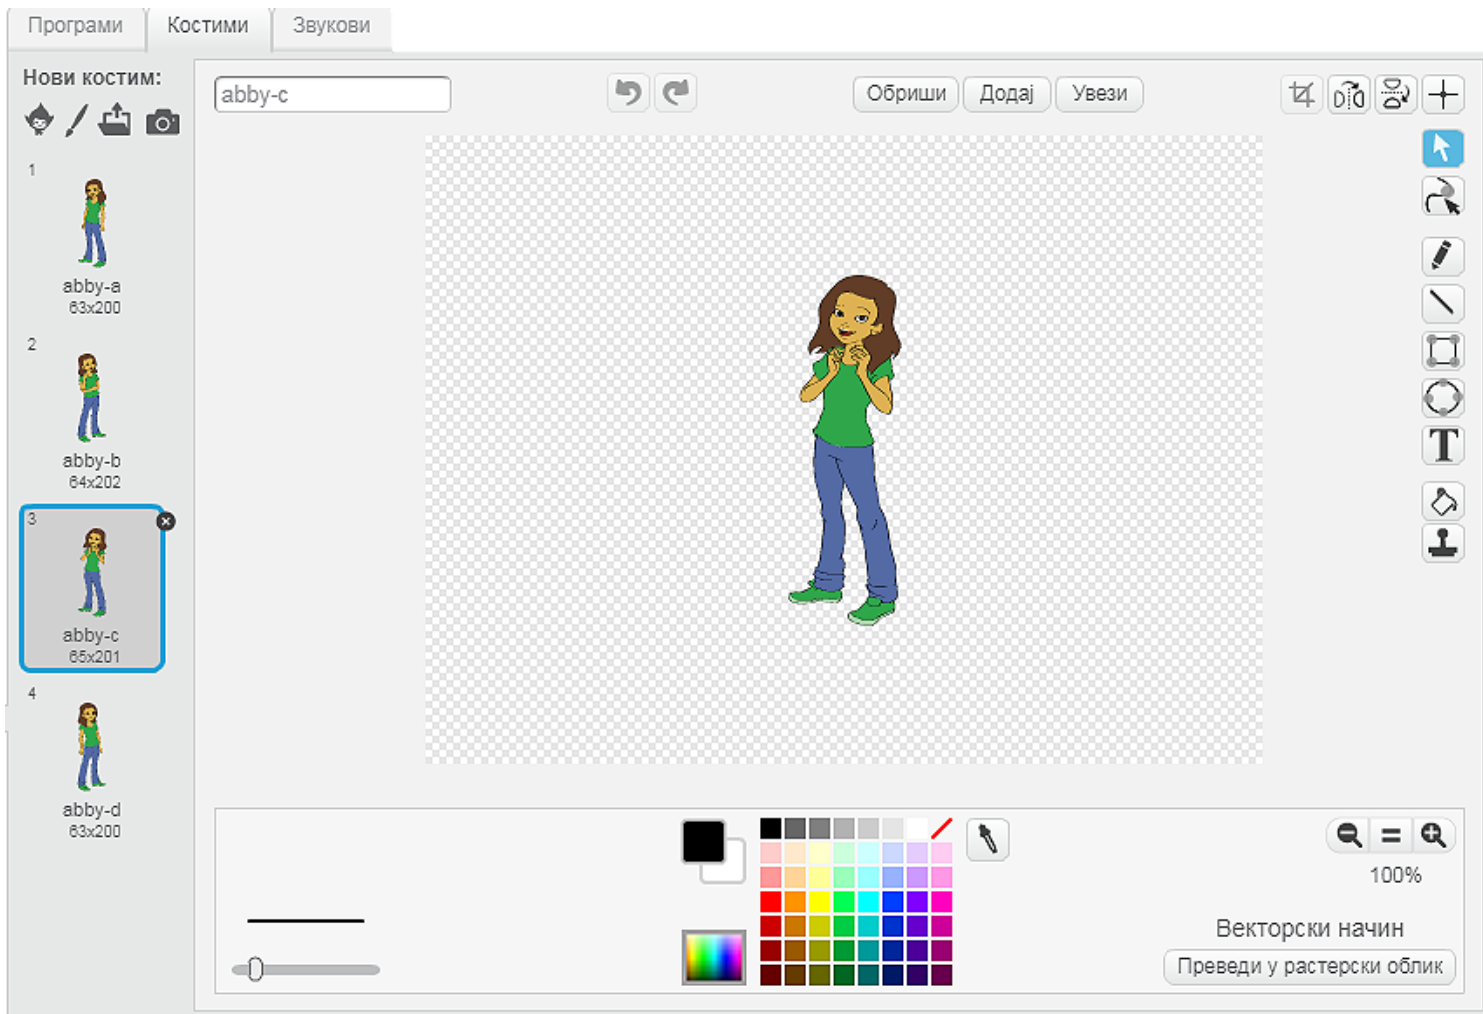 Програми Костими Звукови
Нови костим:
abby-c
Обриши Додај Увези
1
abby-a
63x200
2
abby-b
64x202
3
abby-c
65x201
4
abby-d
63x200
T
100%
Векторски начин
Преведи у растерски облик